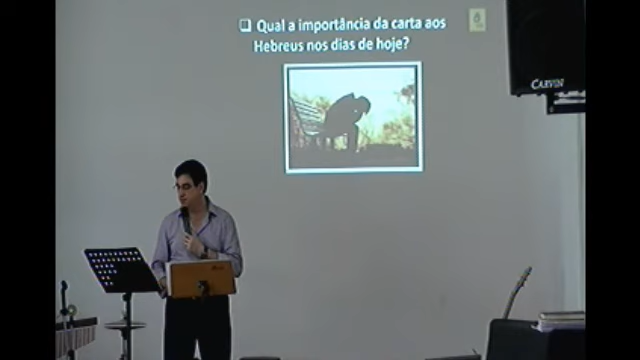 ❑ Qual a importância da carta aos
Hebreus nos dias de hoje?
CARVIN